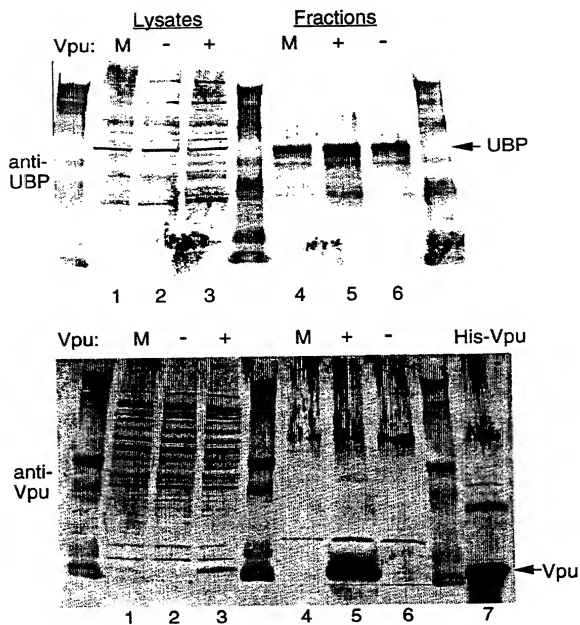 Lysates Fractions
Vpu: M - + M + -
anti-UBP
UBP
1 2 3 4 5 6
Vpu: M - + M + - His-Vpu
anti-Vpu
Vpu
1 2 3 4 5 6 7